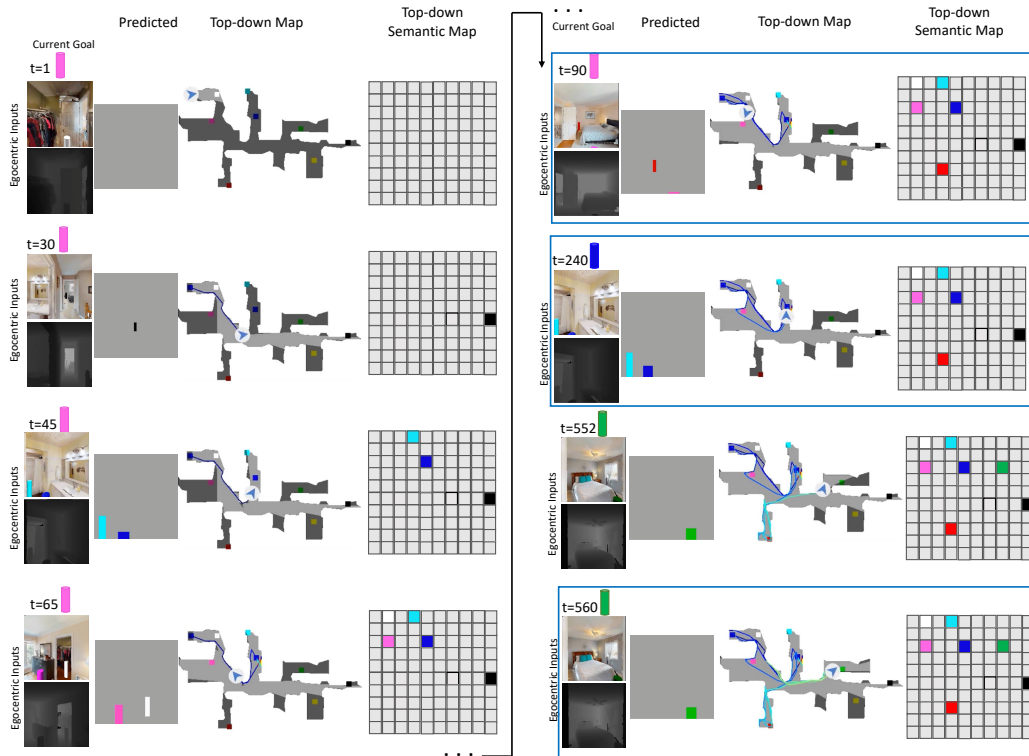 Current Goal
Predicted
Top-down Map
Top-down
Semantic Map
t=1
Egocentric Inputs
t=30
Egocentric Inputs
t=45
Egocentric Inputs
t=65
Egocentric Inputs
. . .
. . .
Current Goal
Predicted
Top-down Map
Top-down
Semantic Map
t=90
Egocentric Inputs
t=240
Egocentric Inputs
t=552
Egocentric Inputs
t=560
Egocentric Inputs